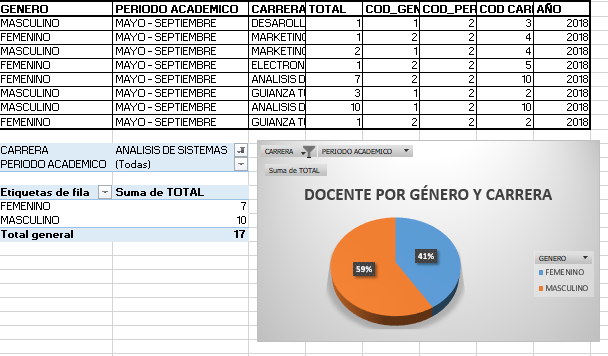 GENERO PERIODO ACADEMICO CARRERA TOTAL COD_GEN COD_PER COD CARI AÑO
MASCULINO MAYO - SEPTIEMBRE DESAROLL 1 1 2 3 2018
FEMENINO MAYO - SEPTIEMBRE MARKETING 1 2 2 4 2018
MASCULINO MAYO - SEPTIEMBRE MARKETING 2 1 2 4 2018
FEMENINO MAYO - SEPTIEMBRE ELECTRON 1 2 2 5 2018
FEMENINO MAYO - SEPTIEMBRE ANALISIS D 7 2 2 10 2018
MASCULINO MAYO - SEPTIEMBRE GUIANZA TU 3 1 2 2 2018
MASCULINO MAYO - SEPTIEMBRE ANALISIS D 10 1 2 10 2018
FEMENINO MAYO - SEPTIEMBRE GUIANZA TU 1 2 2 2 2018
CARRERA ANALISIS DE SISTEMAS
PERIODO ACADEMICO (Todas)
Etiquetas de fila Suma de TOTAL
FEMENINO 7
MASCULINO 10
Total general 17
CARRERA PERIODO ACADEMICO
Suma de TOTAL
DOCENTE POR GÉNERO Y CARRERA
41%
59%
GENERO
FEMENINO
MASCULINO